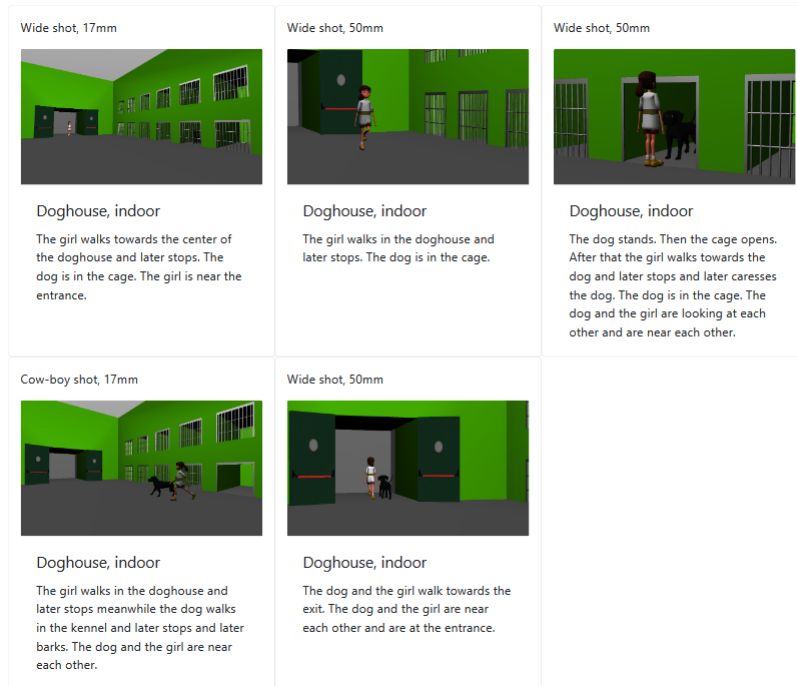 Wide shot, 17mm
Doghouse, indoor
The girl walks towards the center of
the doghouse and later stops. The
dog is in the cage. The girl is near the
entrance.
Wide shot, 50mm
Doghouse, indoor
The girl walks in the doghouse and
later stops. The dog is in the cage.
Wide shot, 50mm
Doghouse, indoor
The dog stands. Then the cage opens.
After that the girl walks towards the
dog and later stops and later caresses
the dog. The dog is in the cage. The
dog and the girl are looking at each
other and are near each other.
Cow-boy shot, 17mm
Doghouse, indoor
The girl walks in the doghouse and
later stops meanwhile the dog walks
in the kennel and later stops and later
barks. The dog and the girl are near
each other.
Wide shot, 50mm
Doghouse, indoor
The dog and the girl walk towards the
exit. The dog and the girl are near
each other and are at the entrance.